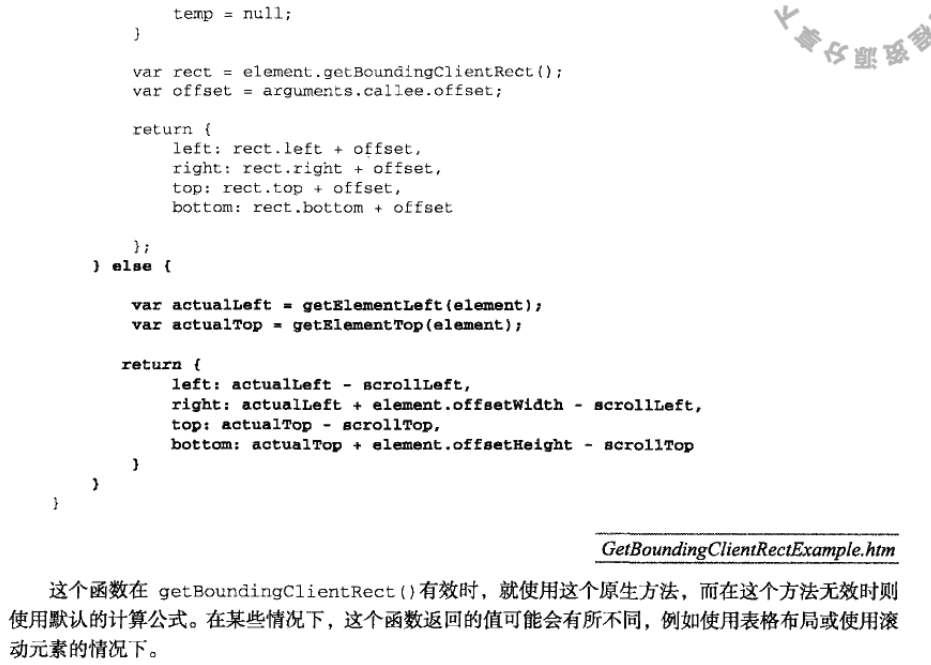 temp = null;
}
var rect = element.getBoundingClientRect();
var offset = arguments.callee.offset;
return {
left: rect.left + offset,
right: rect.right + offset,
top: rect.top + offset,
bottom: rect.bottom + offset
};
} else {
var actualLeft = getElementLeft(element);
var actualTop = getElementTop(element);
return {
left: actualLeft - scrollLeft,
right: actualLeft + element.offsetWidth - scrollLeft,
top: actualTop - scrollTop,
bottom: actualTop + element.offsetHeight - scrollTop
}
}
}
GetBoundingClientRectExample.htm
这个函数在 getBoundingClientRect()有效时，就使用这个原生方法，而在这个方法无效时则
使用默认的计算公式。在某些情况下，这个函数返回的值可能会有所不同，例如使用表格布局或使用滚
动元素的情况下。
程资源分享下